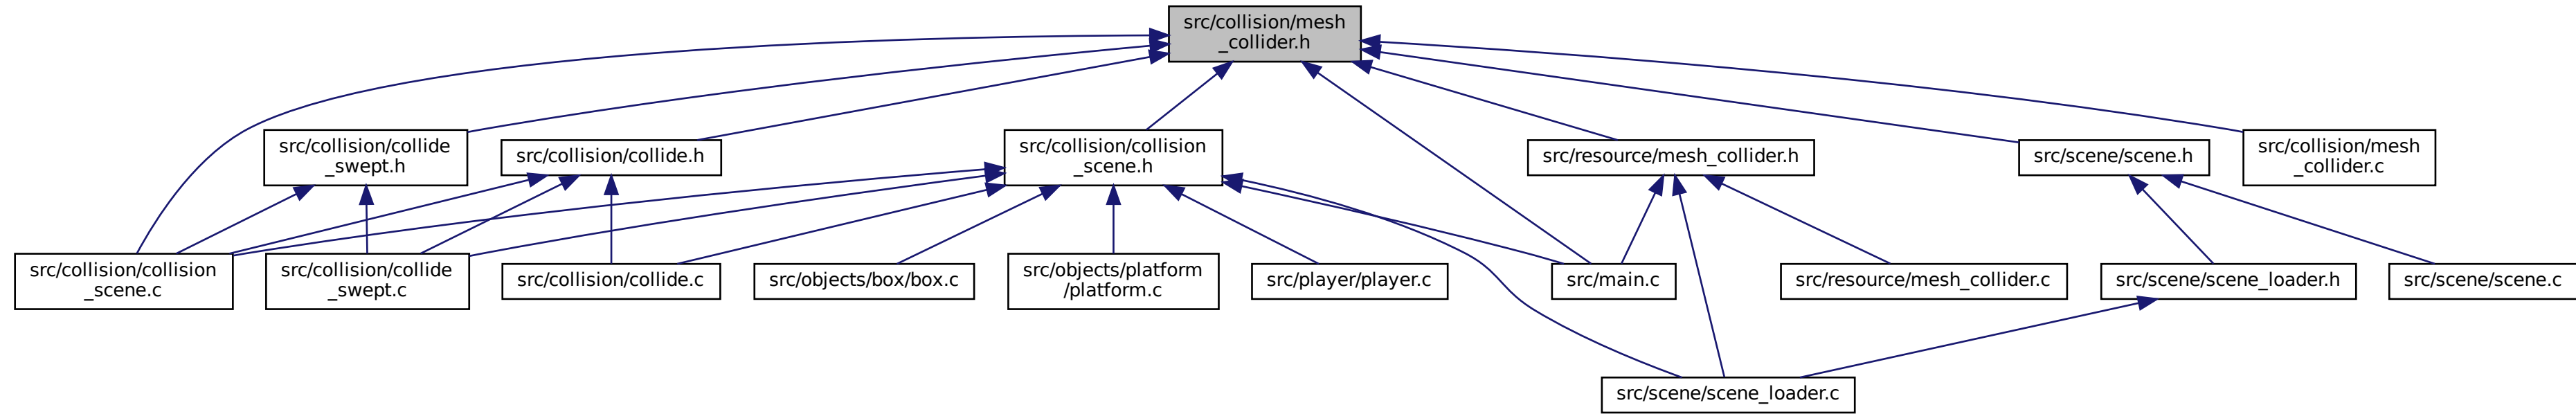 src/collision/mesh
_collider.h
src/collision/collide
_swept.h
src/collision/collide.h
src/collision/collision
_scene.h
src/resource/mesh_collider.h
src/scene/scene.h
src/collision/mesh
_collider.c
src/collision/collision
_scene.c
src/collision/collide
_swept.c
src/collision/collide.c
src/objects/box/box.c
src/objects/platform
/platform.c
src/player/player.c
src/main.c
src/resource/mesh_collider.c
src/scene/scene_loader.h
src/scene/scene.c
src/scene/scene_loader.c